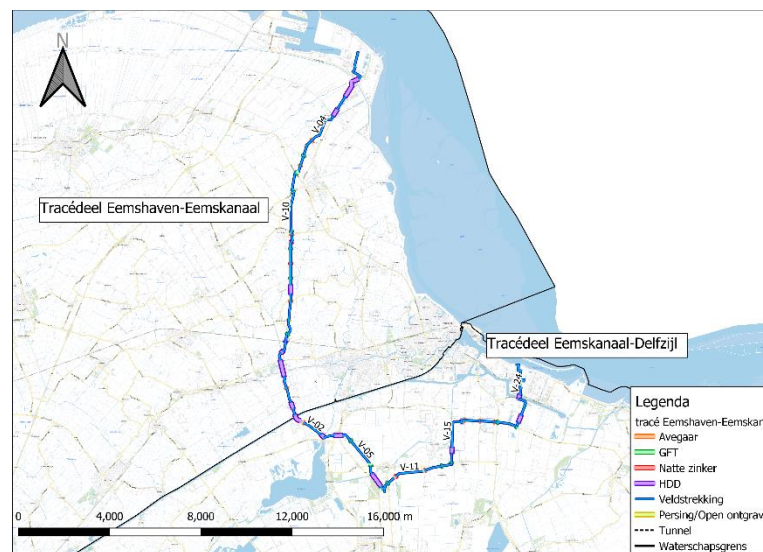 N
V-04
Tracédeel Eemshaven-Eemskanaal
V-10
Tracédeel Eemskanaal-Delfzijl
V-24
V-02
V-15
V-05
V-11
Legenda
tracé Eemshaven-Eemskan
Avegaar
GFT
Natte zinker
HDD
Veldstrekking
Persing/Open ontgrav
Tunnel
Waterschapsgrens
0 4,000 8,000 12,000 16,000 m